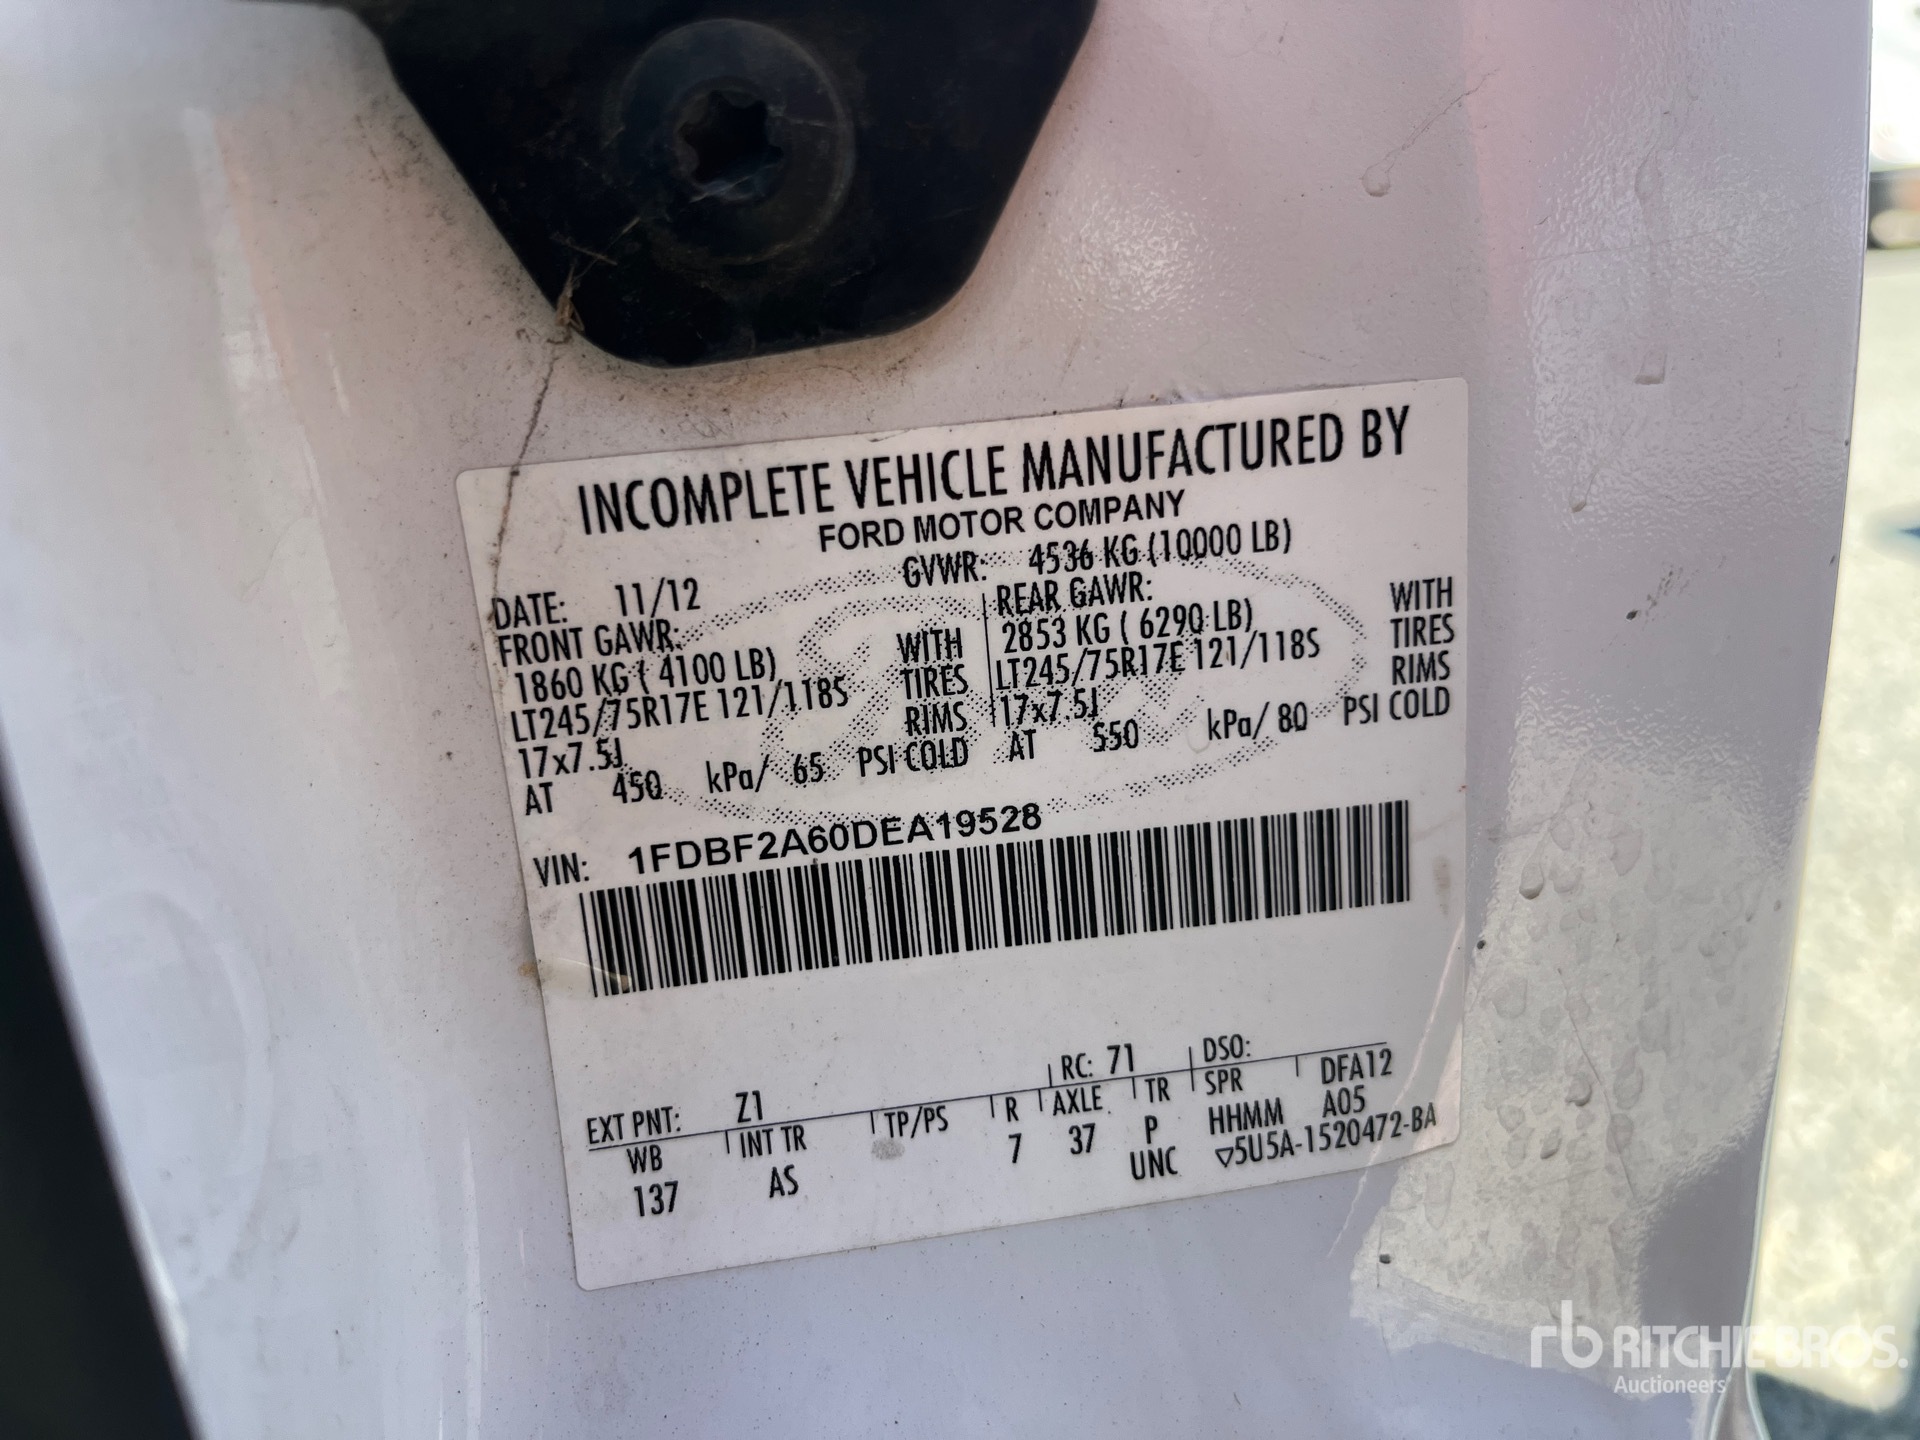 INCOMPLETE VEHICLE MANUFACTURED BY
FORD MOTOR COMPANY
DATE: 11/12 GVWR: 4536 KG (10000 LB)
FRONT GAWR: REAR GAWR:
1860 KG ( 4100 LB) WITH 2853 KG ( 6290 LB) WITH
LT245/75R17E 121/118S TIRES LT245/75R17E 121/118S TIRES
17x7.5J RIMS 17x7.5J RIMS
AT 450 kPa/ 65 PSI COLD AT 550 kPa/ 80 PSI COLD
VIN: 1FDBF2A60DEA19528
EXT PNT: Z1 RC: 71 DSO:
WB INT TR TP/PS R AXLE TR SPR DFA12
137 AS 7 37 P HHMM A05
UNC ▽5U5A-1520472-BA
rb RITCHIE BROS.
Auctioneers